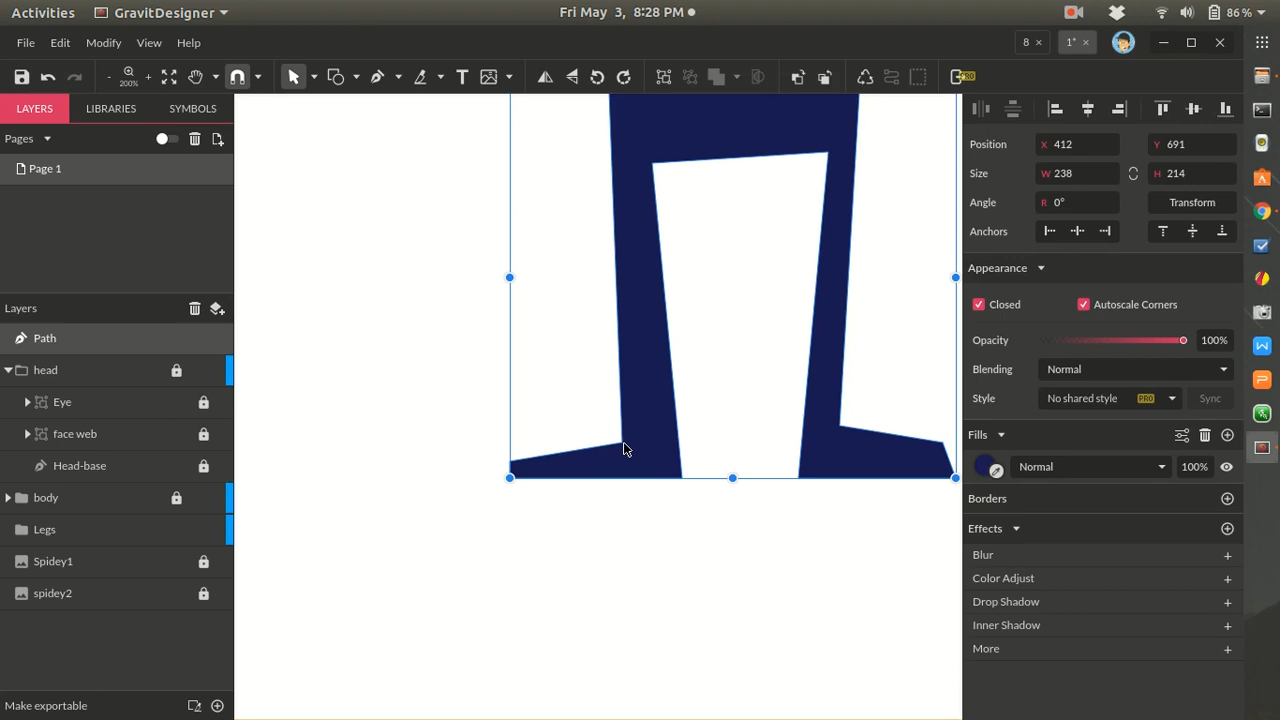 Activities GravitDesigner Fri May 3, 8:28 PM 86 %
File Edit Modify View Help 8 × 1* ×
- 200% + T PRO
LAYERS LIBRARIES SYMBOLS
Pages
Page 1
Layers
Path
head
Eye
face web
Head-base
body
Legs
Spidey1
spidey2
Make exportable
Position X 412 Y 691
Size W 238 H 214
Angle R 0° Transform
Anchors
Appearance
Closed Autoscale Corners
Opacity 100%
Blending Normal
Style No shared style PRO Sync
Fills
Normal 100%
Borders
Effects
Blur +
Color Adjust +
Drop Shadow +
Inner Shadow +
More +